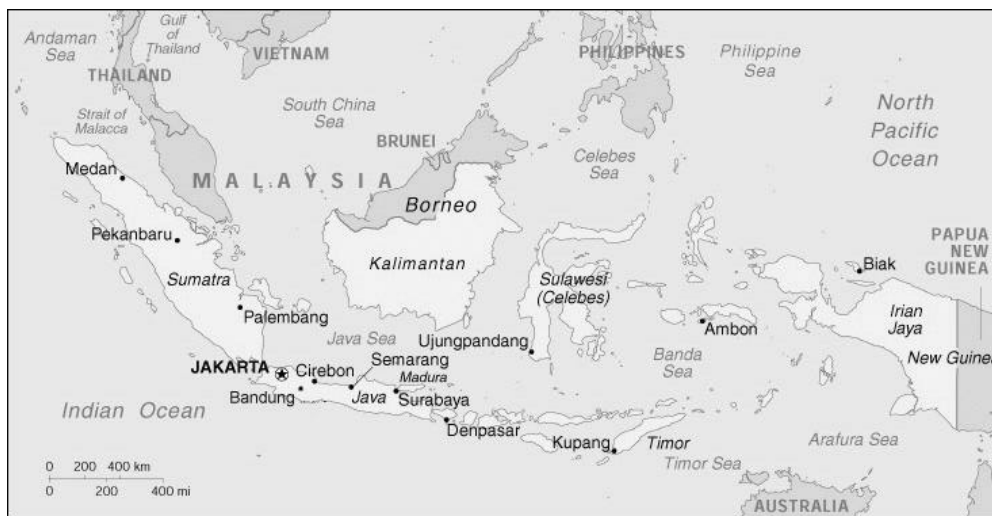 Andaman
Sea
Gulf
of
Thailand
VIETNAM
PHILIPPINES
Philippine
Sea
THAILAND
South China
Sea
North
Pacific
Ocean
Strait of
Malacca
BRUNEI
Celebes
Sea
Medan
MALAYSIA
Borneo
Pekanbaru
Kalimantan
PAPUA
NEW
GUINEA
Biak
Sumatra
Sulawesi
(Celebes)
Palembang
Irian
Jaya
Ambon
Java Sea
Ujungpandang
Banda
Sea
New Guinea
JAKARTA
Cirebon
Semarang
Madura
Bandung
Java
Surabaya
Indian Ocean
Denpasar
Kupang
Timor
Arafura Sea
Timor Sea
0 200 400 km
0 200 400 mi
AUSTRALIA